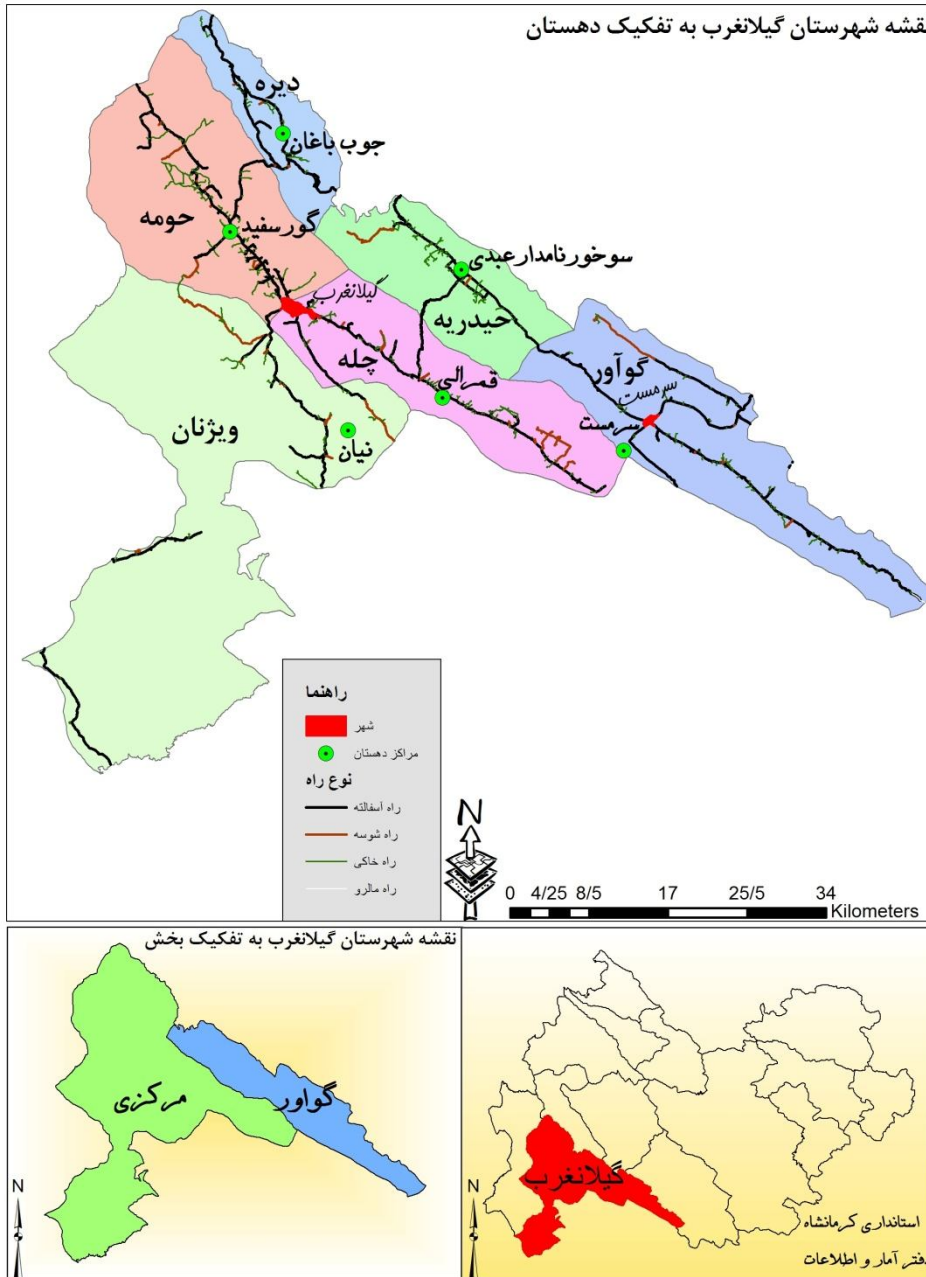 نقشه شهرستان گیلانغرب به تفکیک دهستان
دیره
جوب باغان
حومه
گورسفید
سوخورنامدارعبدی
گیلانغرب
حیدریه
چله
قمرالی
گوآور
سرمست
سرمست
ویژنان
نیان
راهنما
شهر
مراکز دهستان
نوع راه
راه آسفالته
راه شوسه
راه خاکی
راه مالرو
N
0 4/25 8/5 17 25/5 34
Kilometers
نقشه شهرستان گیلانغرب به تفکیک بخش
مرکزی
گواور
N
گیلانغرب
استانداری کرمانشاه
دفتر آمار و اطلاعات
N